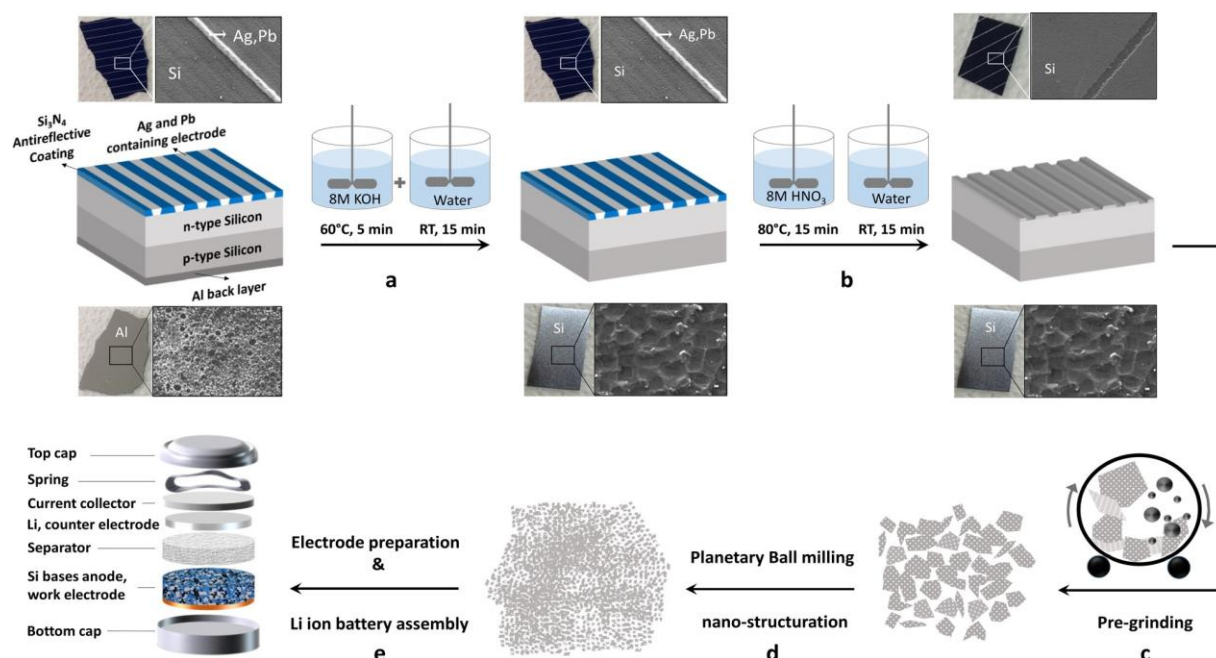 Ag,Pb
Si
Ag,Pb
Si
Si
Si₃N₄
Antireflective
Coating
Ag and Pb
containing electrode
n-type Silicon
p-type Silicon
Al back layer
8M KOH
+
Water
60°C, 5 min
RT, 15 min
a
8M HNO₃
Water
80°C, 15 min
RT, 15 min
b
Al
Si
Si
Top cap
Spring
Current collector
Li, counter electrode
Separator
Si bases anode,
work electrode
Bottom cap
Electrode preparation
&
Li ion battery assembly
e
Planetary Ball milling
nano-structuration
d
Pre-grinding
c